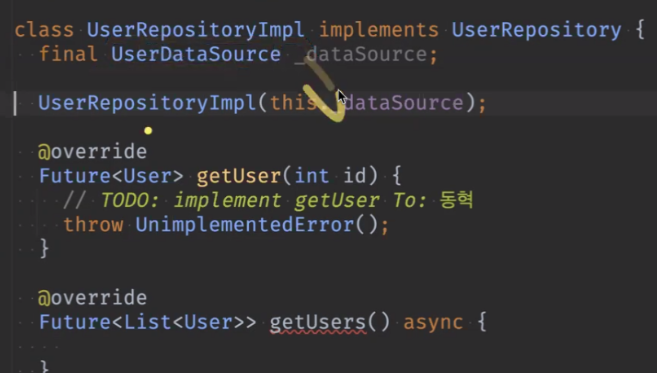 class UserRepositoryImpl implements UserRepository {
final UserDataSource _dataSource;
UserRepositoryImpl(this._dataSource);
@override
Future<User> getUser(int id) {
// TODO: implement getUser To: 동혁
throw UnimplementedError();
}
@override
Future<List<User>> getUsers() async {
}